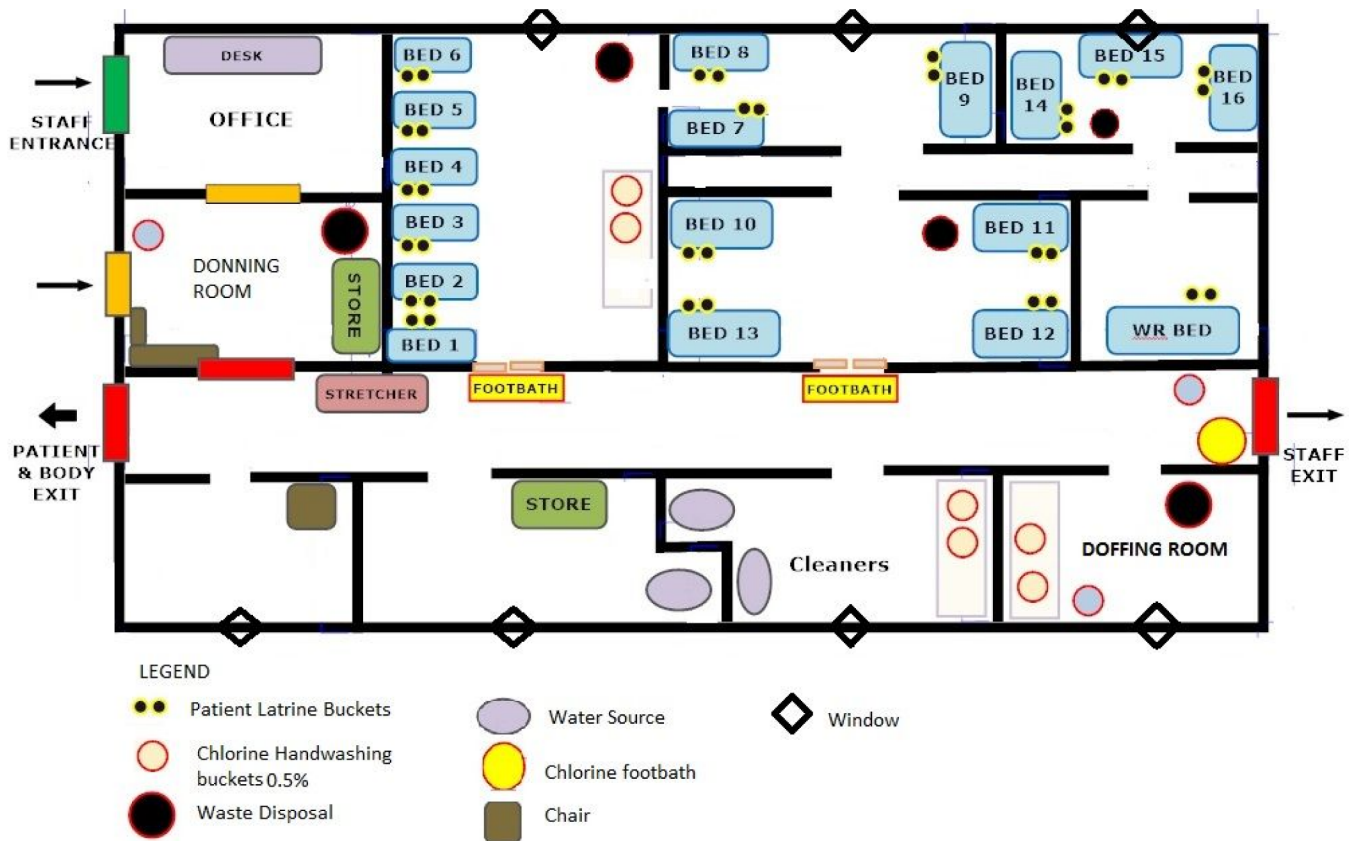 DESK
OFFICE
STAFF
ENTRANCE
DONNING
ROOM
STORE
BED 6
BED 5
BED 4
BED 3
BED 2
BED 1
BED 8
BED 7
BED
9
BED
14
BED 15
BED
16
BED 10
BED 11
BED 13
BED 12
WR BED
STRETCHER
FOOTBATH
FOOTBATH
PATIENT
& BODY
EXIT
STAFF
EXIT
STORE
Cleaners
DOFFING ROOM
LEGEND
Patient Latrine Buckets
Chlorine Handwashing
buckets 0.5%
Waste Disposal
Water Source
Chlorine footbath
Chair
Window